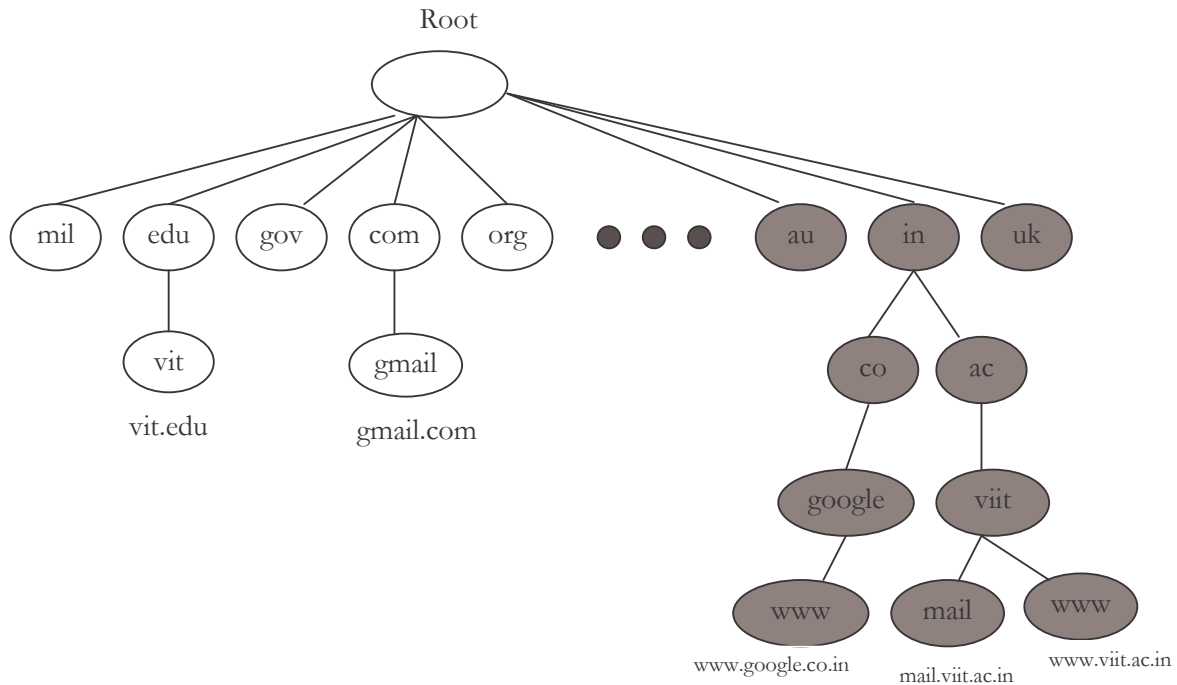 Root
mil edu gov com org au in uk
vit gmail co ac
vit.edu gmail.com
google viit
www mail www
www.google.co.in mail.viit.ac.in www.viit.ac.in